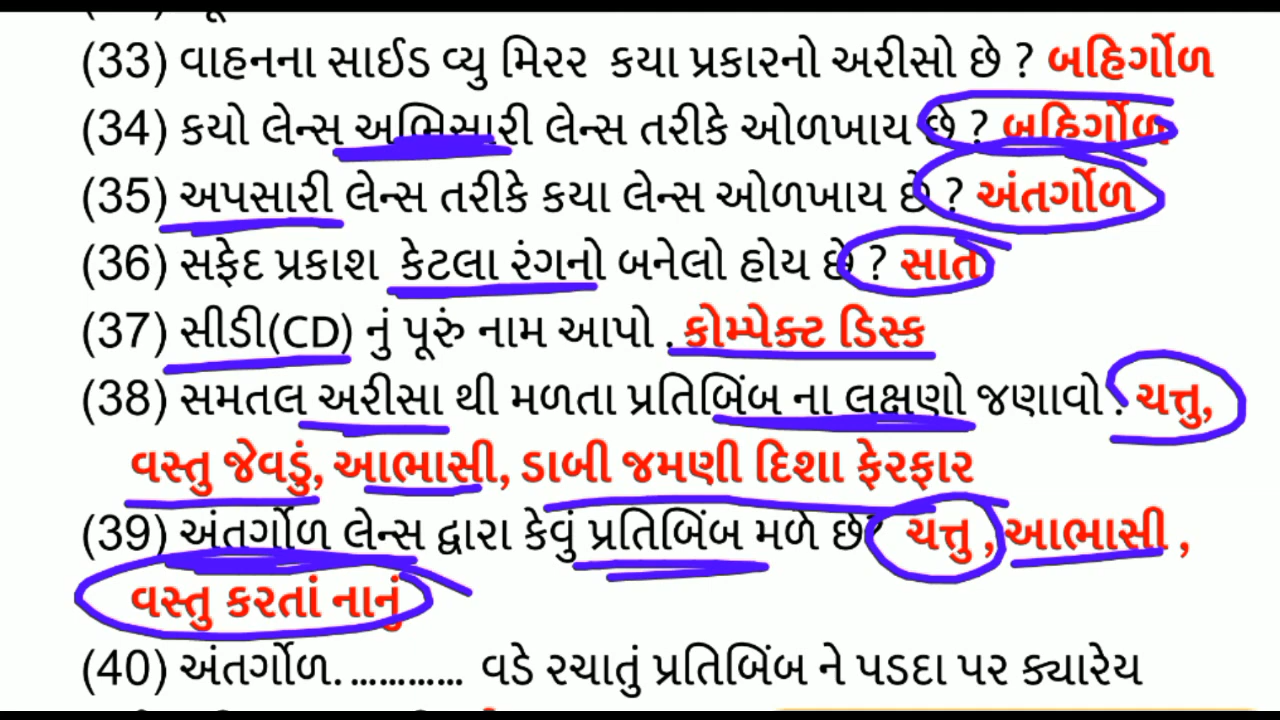 (33) વાહનના સાઈડ વ્યુ મિરર કયા પ્રકારનો અરીસો છે ? બહિર્ગોળ
(34) કયો લેન્સ અભિસારી લેન્સ તરીકે ઓળખાય છે ? બહિર્ગોળ
(35) અપસારી લેન્સ તરીકે કયા લેન્સ ઓળખાય છે ? અંતર્ગોળ
(36) સફેદ પ્રકાશ કેટલા રંગનો બનેલો હોય છે ? સાત
(37) સીડી(CD) નું પૂરું નામ આપો . કોમ્પેક્ટ ડિસ્ક
(38) સમતલ અરીસા થી મળતા પ્રતિબિંબ ના લક્ષણો જણાવો . ચત્તુ,
વસ્તુ જેવડું, આભાસી, ડાબી જમણી દિશા ફેરફાર
(39) અંતર્ગોળ લેન્સ દ્વારા કેવું પ્રતિબિંબ મળે છે? ચત્તુ , આભાસી ,
વસ્તુ કરતાં નાનું
(40) અંતર્ગોળ............. વડે રચાતું પ્રતિબિંબ ને પડદા પર ક્યારેય